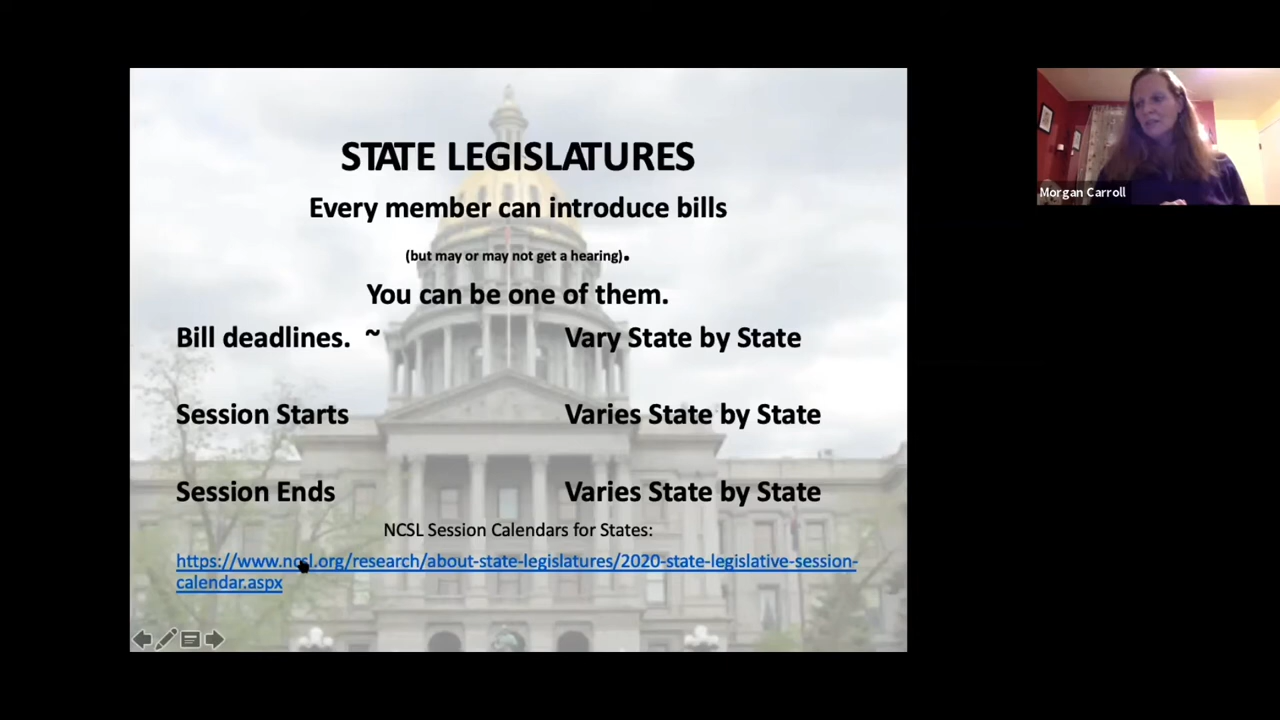 STATE LEGISLATURES
Every member can introduce bills
(but may or may not get a hearing).
You can be one of them.
Bill deadlines. ~ Vary State by State
Session Starts Varies State by State
Session Ends Varies State by State
NCSL Session Calendars for States:
https://www.ncsl.org/research/about-state-legislatures/2020-state-legislative-session-
calendar.aspx
Morgan Carroll